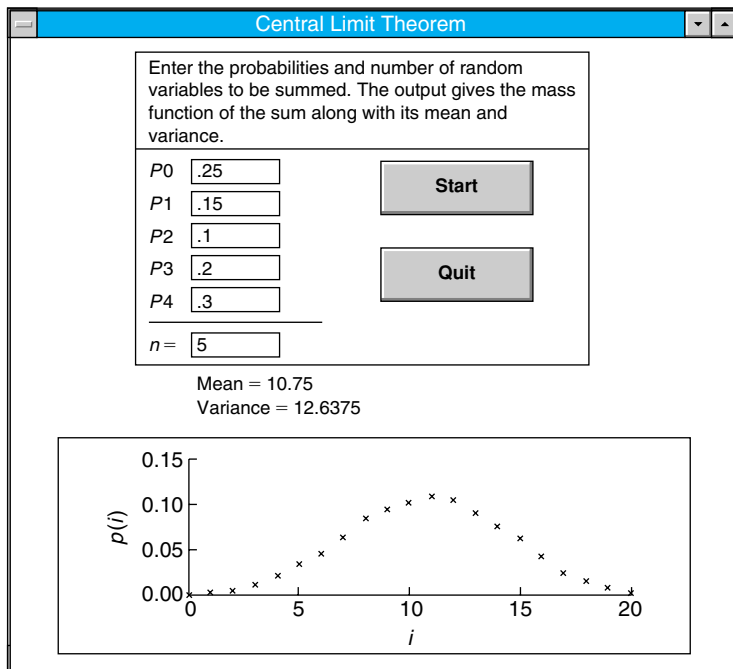 Central Limit Theorem
Enter the probabilities and number of random
variables to be summed. The output gives the mass
function of the sum along with its mean and
variance.
P0 .25
P1 .15
P2 .1
P3 .2
P4 .3
n = 5
Start
Quit
Mean = 10.75
Variance = 12.6375
0.15
0.10
0.05
0.00
p(i)
0 5 10 15 20
i